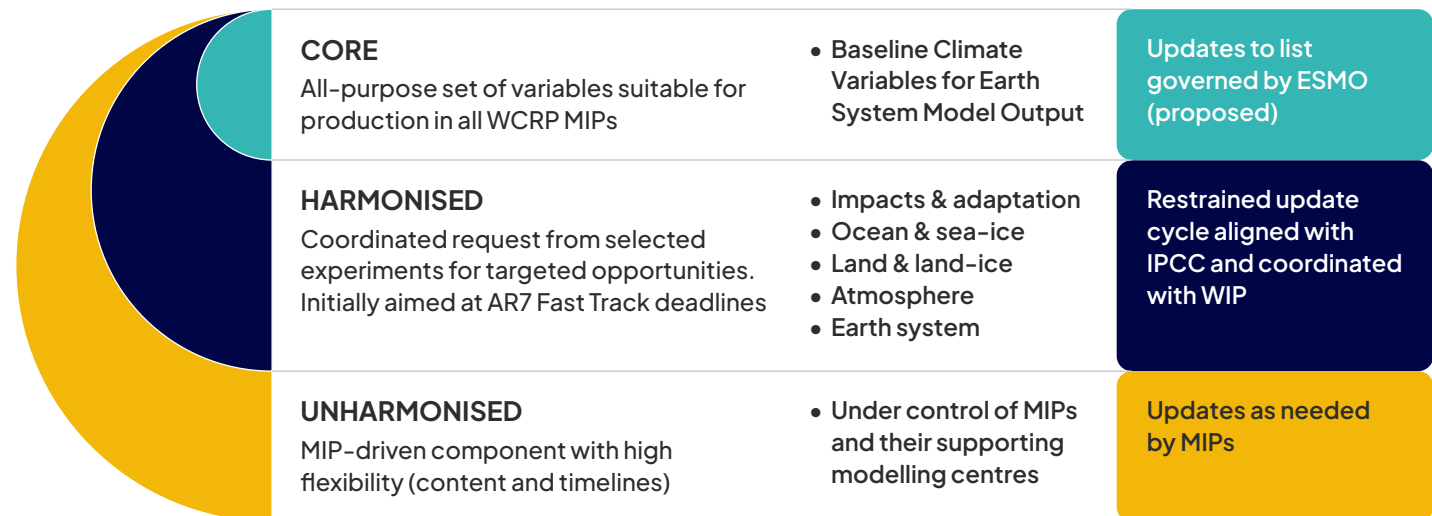 CORE
All-purpose set of variables suitable for
production in all WCRP MIPs
• Baseline Climate
Variables for Earth
System Model Output
Updates to list
governed by ESMO
(proposed)
HARMONISED
Coordinated request from selected
experiments for targeted opportunities.
Initially aimed at AR7 Fast Track deadlines
• Impacts & adaptation
• Ocean & sea-ice
• Land & land-ice
• Atmosphere
• Earth system
Restrained update
cycle aligned with
IPCC and coordinated
with WIP
UNHARMONISED
MIP-driven component with high
flexibility (content and timelines)
• Under control of MIPs
and their supporting
modelling centres
Updates as needed
by MIPs